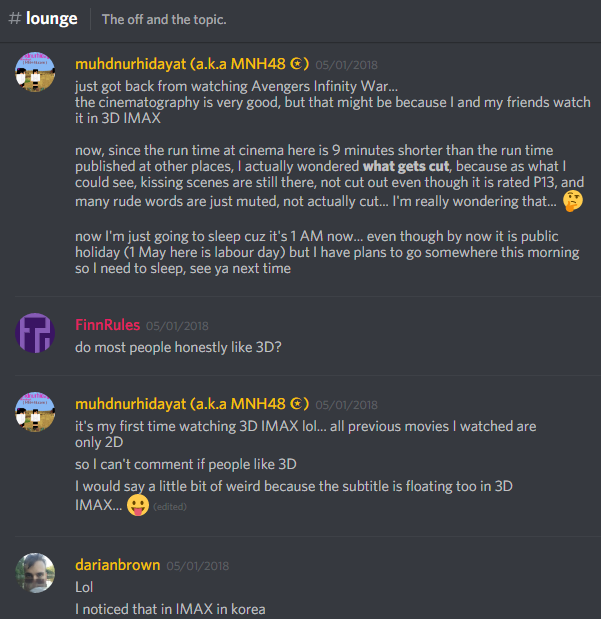 # lounge The off and the topic.
muhdnurhidayat (a.k.a MNH48 ☪) 05/01/2018
just got back from watching Avengers Infinity War...
the cinematography is very good, but that might be because I and my friends watch
it in 3D IMAX
now, since the run time at cinema here is 9 minutes shorter than the run time
published at other places, I actually wondered what gets cut, because as what I
could see, kissing scenes are still there, not cut out even though it is rated P13, and
many rude words are just muted, not actually cut... I'm really wondering that... 🤔
now I'm just going to sleep cuz it's 1 AM now... even though by now it is public
holiday (1 May here is labour day) but I have plans to go somewhere this morning
so I need to sleep, see ya next time
FinnRules 05/01/2018
do most people honestly like 3D?
muhdnurhidayat (a.k.a MNH48 ☪) 05/01/2018
it's my first time watching 3D IMAX lol... all previous movies I watched are
only 2D
so I can't comment if people like 3D
I would say a little bit of weird because the subtitle is floating too in 3D
IMAX... 😛 (edited)
darianbrown 05/01/2018
Lol
I noticed that in IMAX in korea